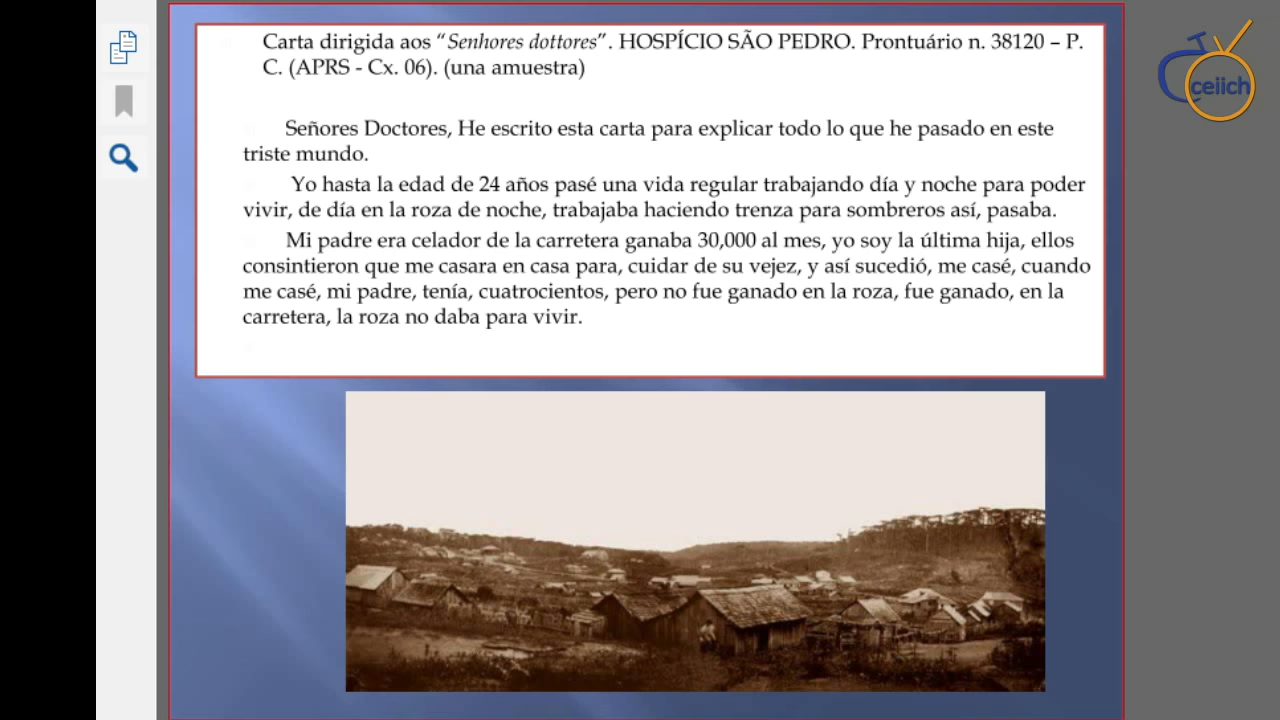 Carta dirigida aos “Senhores dottores”. HOSPÍCIO SÃO PEDRO. Prontuário n. 38120 – P.
C. (APRS - Cx. 06). (una amuestra)
Señores Doctores, He escrito esta carta para explicar todo lo que he pasado en este
triste mundo.
Yo hasta la edad de 24 años pasé una vida regular trabajando día y noche para poder
vivir, de día en la roza de noche, trabajaba haciendo trenza para sombreros así, pasaba.
Mi padre era celador de la carretera ganaba 30,000 al mes, yo soy la última hija, ellos
consintieron que me casara en casa para, cuidar de su vejez, y así sucedió, me casé, cuando
me casé, mi padre, tenía, cuatrocientos, pero no fue ganado en la roza, fue ganado, en la
carretera, la roza no daba para vivir.
ceiich